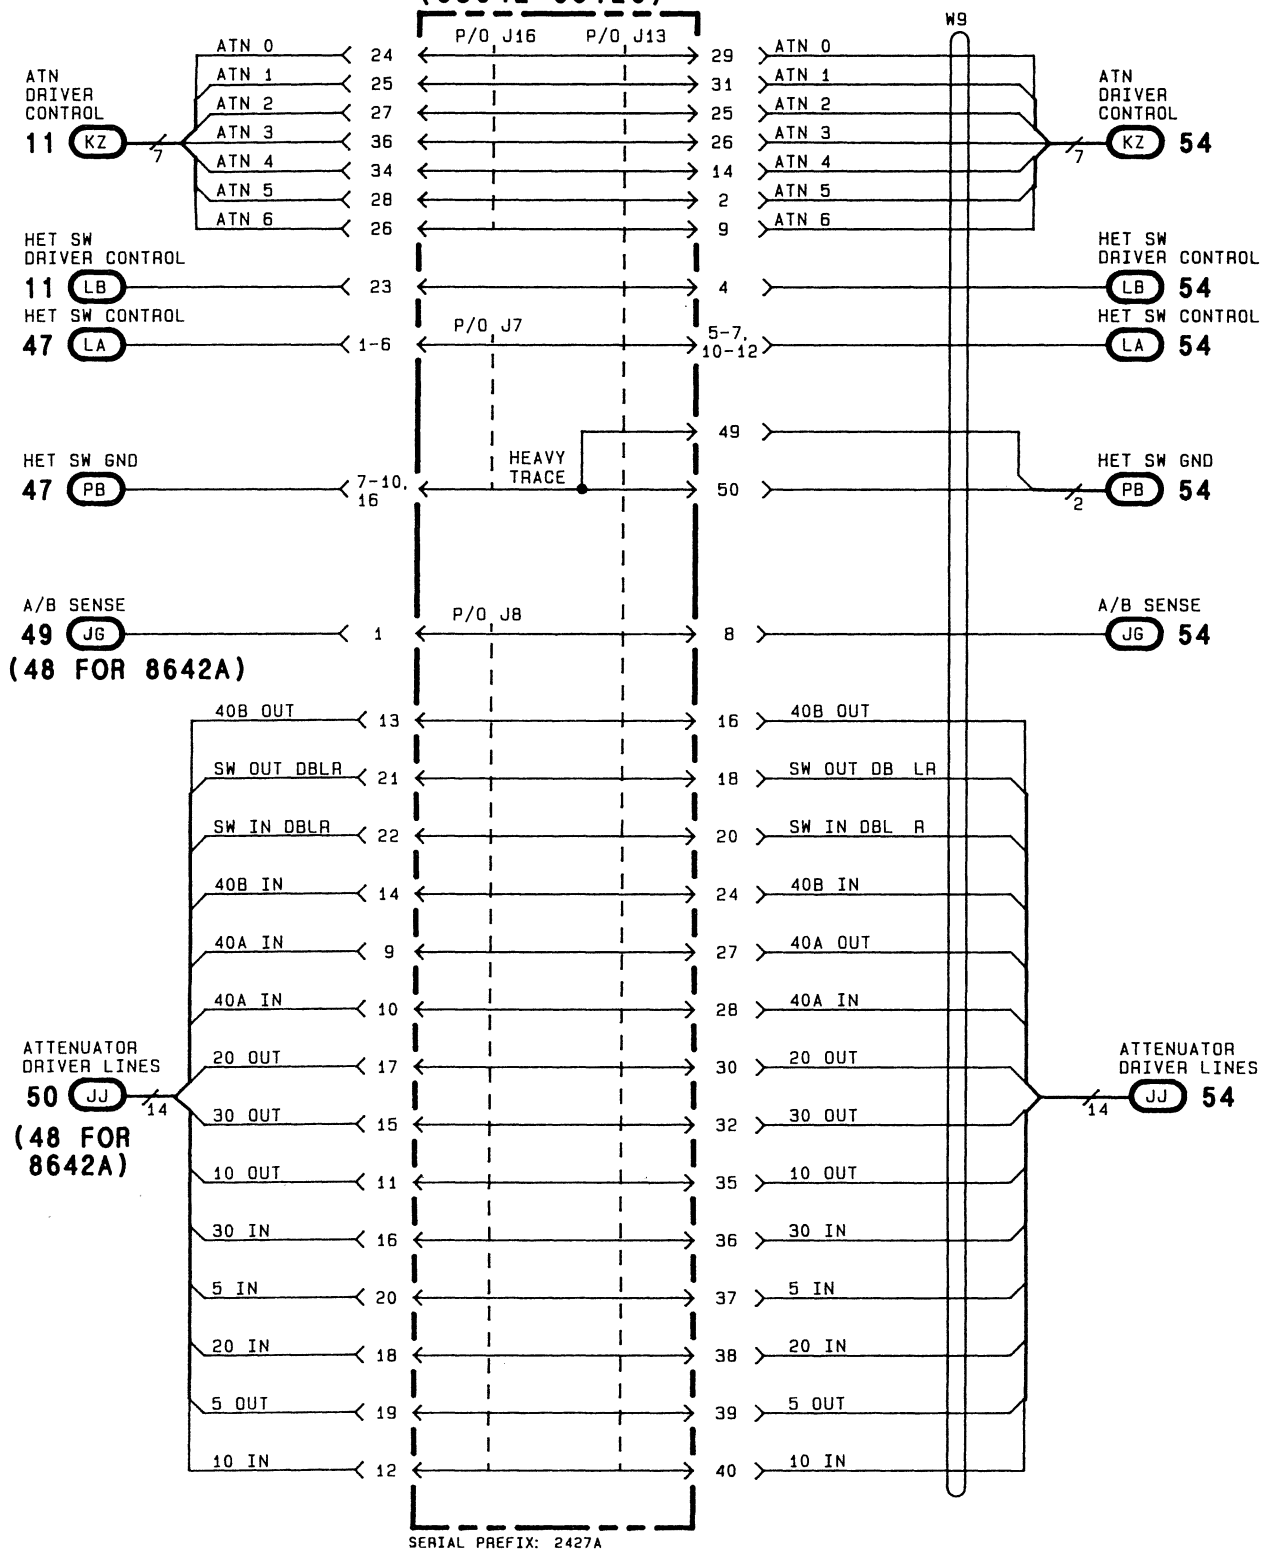 W9
P/O J16 P/O J13
ATN 0 24 29 ATN 0
ATN 1 25 31 ATN 1
ATN 2 27 25 ATN 2
ATN 3 36 26 ATN 3
ATN 4 34 14 ATN 4
ATN 5 28 2 ATN 5
ATN 6 26 9 ATN 6
ATN
DRIVER
CONTROL
11 KZ 7
ATN
DRIVER
CONTROL
7 KZ 54
HET SW
DRIVER CONTROL
11 LB 23 4
HET SW
DRIVER CONTROL
LB 54
HET SW CONTROL
47 LA 1-6
P/O J7
5-7,
10-12
HET SW CONTROL
LA 54
49
HEAVY
TRACE
HET SW GND
47 PB
7-10,
16
50
HET SW GND
2 PB 54
A/B SENSE
49 JG 1
(48 FOR 8642A)
P/O J8
8
A/B SENSE
JG 54
40B OUT 13 16 40B OUT
SW OUT DBLR 21 18 SW OUT DB LR
SW IN DBLR 22 20 SW IN DBL R
40B IN 14 24 40B IN
40A IN 9 27 40A OUT
40A IN 10 28 40A IN
20 OUT 17 30 20 OUT
30 OUT 15 32 30 OUT
10 OUT 11 35 10 OUT
30 IN 16 36 30 IN
5 IN 20 37 5 IN
20 IN 18 38 20 IN
5 OUT 19 39 5 OUT
10 IN 12 40 10 IN
ATTENUATOR
DRIVER LINES
50 JJ 14
(48 FOR
8642A)
ATTENUATOR
DRIVER LINES
14 JJ 54
SERIAL PREFIX: 2427A